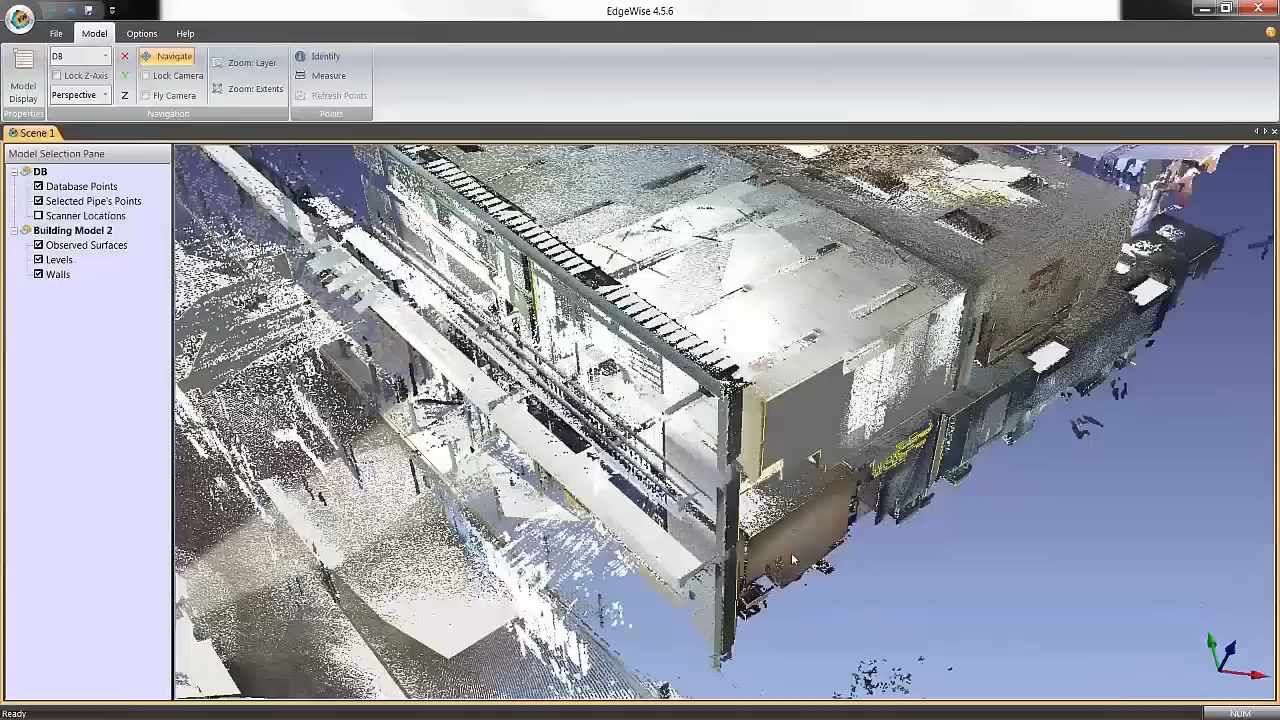 EdgeWise 4.5.6
File Model Options Help
DB X Navigate Zoom: Layer Identify
Lock Z-Axis Y Lock Camera Measure
Model Display Perspective Z Fly Camera Zoom: Extents Refresh Points
Properties Navigation Points
Scene 1
Model Selection Pane
DB
Database Points
Selected Pipe's Points
Scanner Locations
Building Model 2
Observed Surfaces
Levels
Walls
Ready NUM